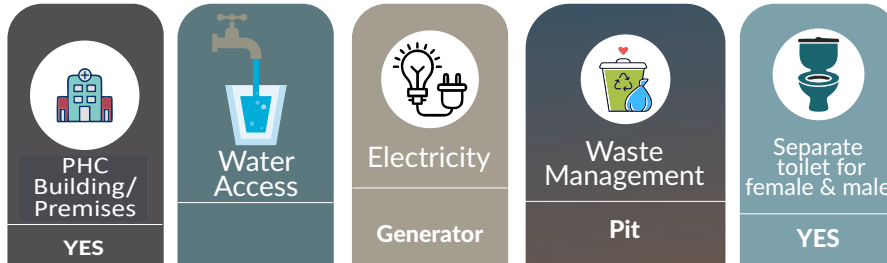 PHC
Building/
Premises
YES
Water
Access
Electricity
Generator
Waste
Management
Pit
Separate
toilet for
female & male
YES